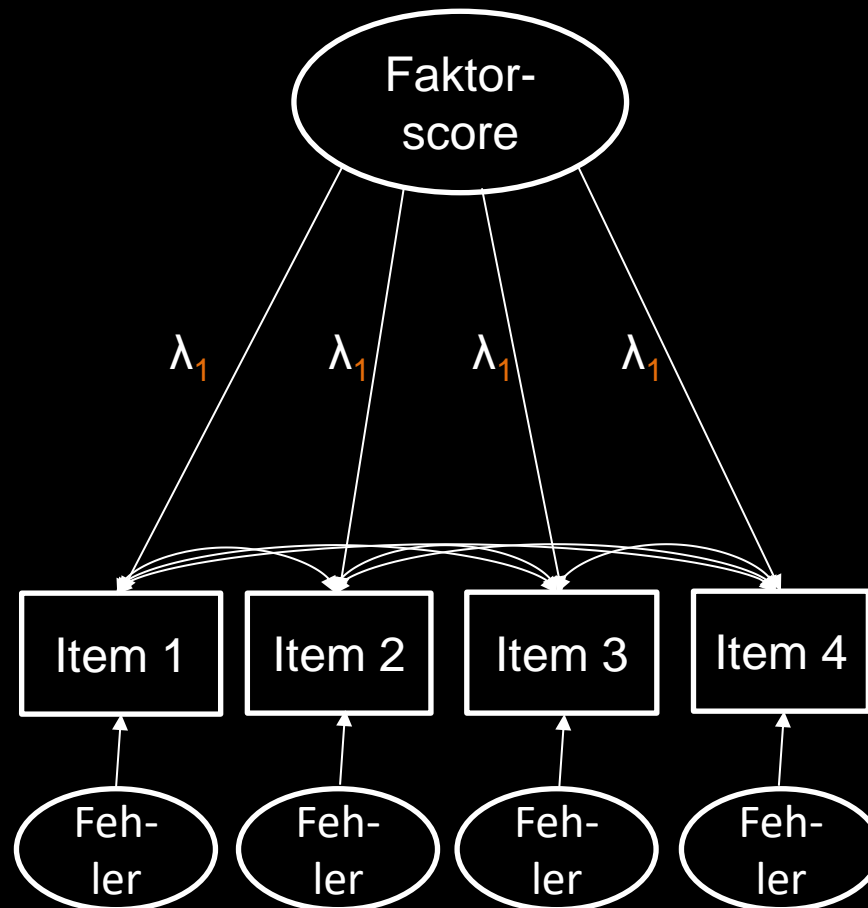 Faktor-
score
λ1 λ1 λ1 λ1
Item 1 Item 2 Item 3 Item 4
Feh- Feh- Feh- Feh-
ler ler ler ler